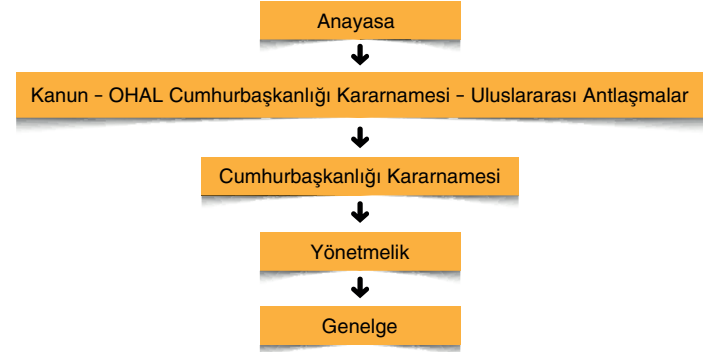 Anayasa
Kanun - OHAL Cumhurbaşkanlığı Kararnamesi - Uluslararası Antlaşmalar
Cumhurbaşkanlığı Kararnamesi
Yönetmelik
Genelge